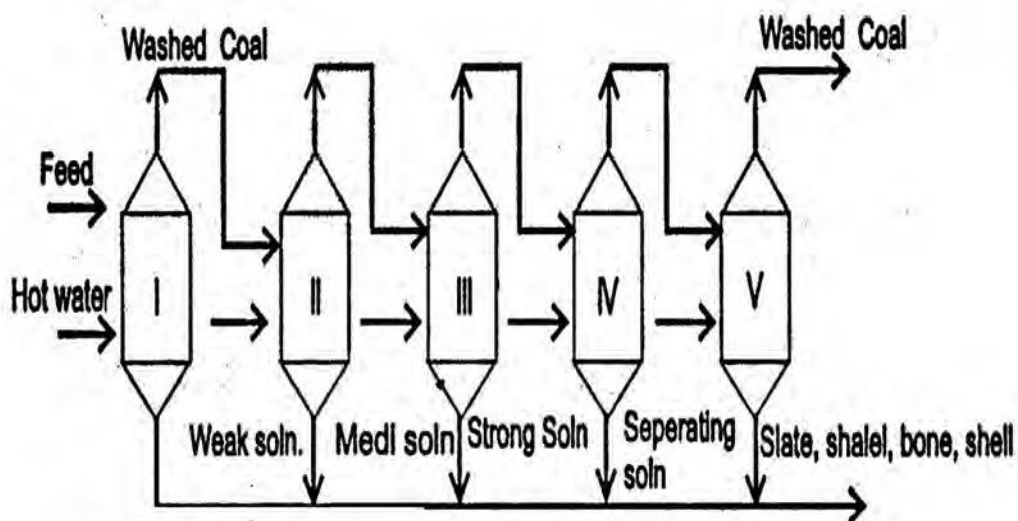 Washed Coal
Washed Coal
Feed
Hot water
I
II
III
IV
V
Weak soln.
Medi soln
Strong Soln
Seperating
soln
Slate, shalel, bone, shell